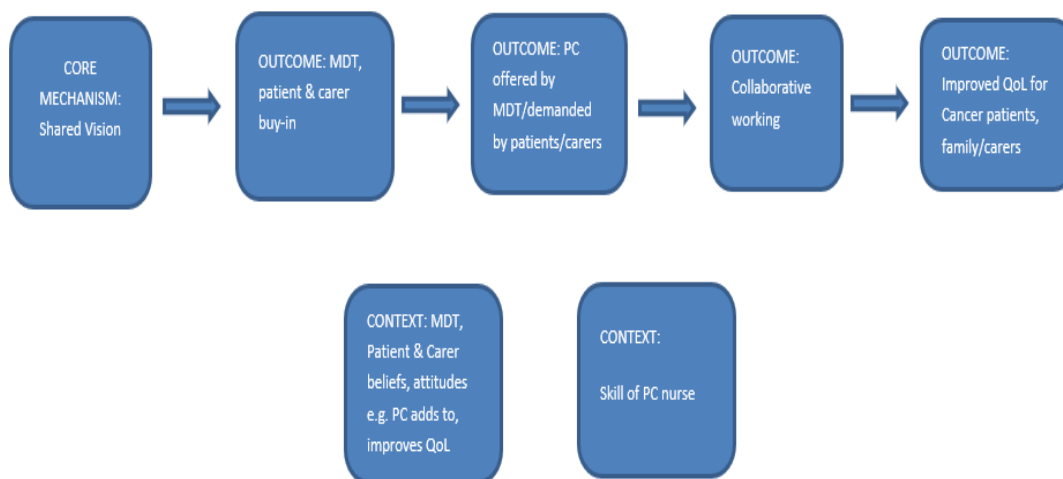 CORE
MECHANISM:
Shared Vision
OUTCOME: MDT,
patient & carer
buy-in
OUTCOME: PC
offered by
MDT/demanded
by patients/carers
OUTCOME:
Collaborative
working
OUTCOME:
Improved QoL for
Cancer patients,
family/carers
CONTEXT: MDT,
Patient & Carer
beliefs, attitudes
e.g. PC adds to,
improves QoL
CONTEXT:
Skill of PC nurse